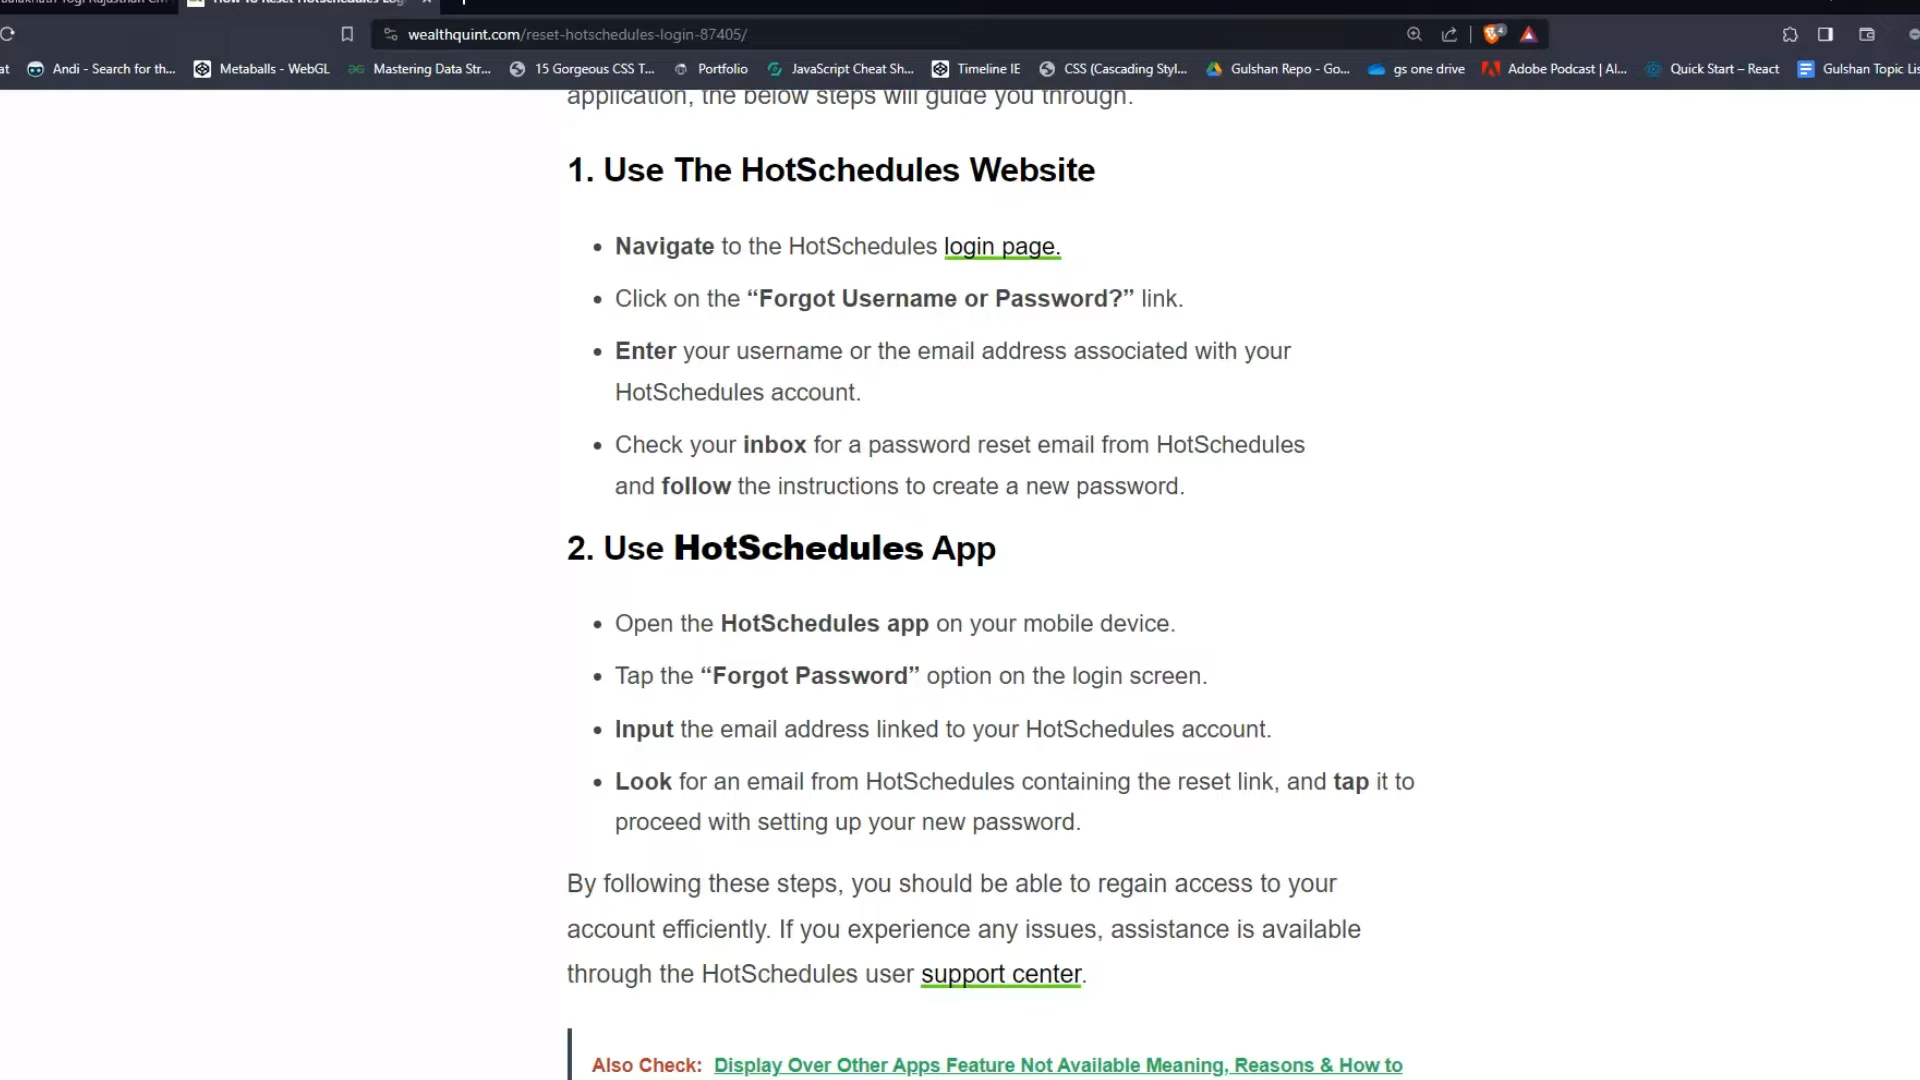 wealthquint.com/reset-hotschedules-login-87405/
at Andi - Search for th... Metaballs - WebGL Mastering Data Str... 15 Gorgeous CSS T... Portfolio JavaScript Cheat Sh... Timeline IE CSS (Cascading Styl... Gulshan Repo - Go... gs one drive Adobe Podcast | AI... Quick Start – React Gulshan Topic Lis
application, the below steps will guide you through.
1. Use The HotSchedules Website
• Navigate to the HotSchedules login page.
• Click on the “Forgot Username or Password?” link.
• Enter your username or the email address associated with your
HotSchedules account.
• Check your inbox for a password reset email from HotSchedules
and follow the instructions to create a new password.
2. Use HotSchedules App
• Open the HotSchedules app on your mobile device.
• Tap the “Forgot Password” option on the login screen.
• Input the email address linked to your HotSchedules account.
• Look for an email from HotSchedules containing the reset link, and tap it to
proceed with setting up your new password.
By following these steps, you should be able to regain access to your
account efficiently. If you experience any issues, assistance is available
through the HotSchedules user support center.
Also Check: Display Over Other Apps Feature Not Available Meaning, Reasons & How to